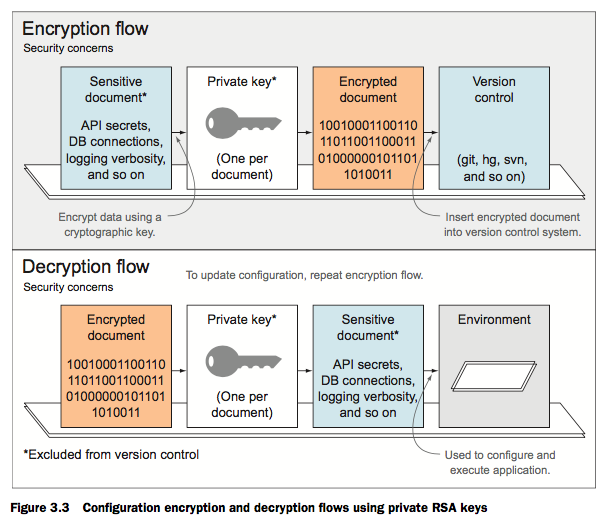 Encryption flow
Security concerns
Sensitive
document*
API secrets,
DB connections,
logging verbosity,
and so on
Private key*
(One per
document)
Encrypted
document
10010001100110
11011001100011
01000000101101
1010011
Version
control
(git, hg, svn,
and so on)
Encrypt data using a
cryptographic key.
Insert encrypted document
into version control system.
Decryption flow
Security concerns
To update configuration, repeat encryption flow.
Encrypted
document
10010001100110
11011001100011
01000000101101
1010011
Private key*
(One per
document)
Sensitive
document*
API secrets,
DB connections,
logging verbosity,
and so on
Environment
*Excluded from version control
Used to configure and
execute application.
Figure 3.3 Configuration encryption and decryption flows using private RSA keys